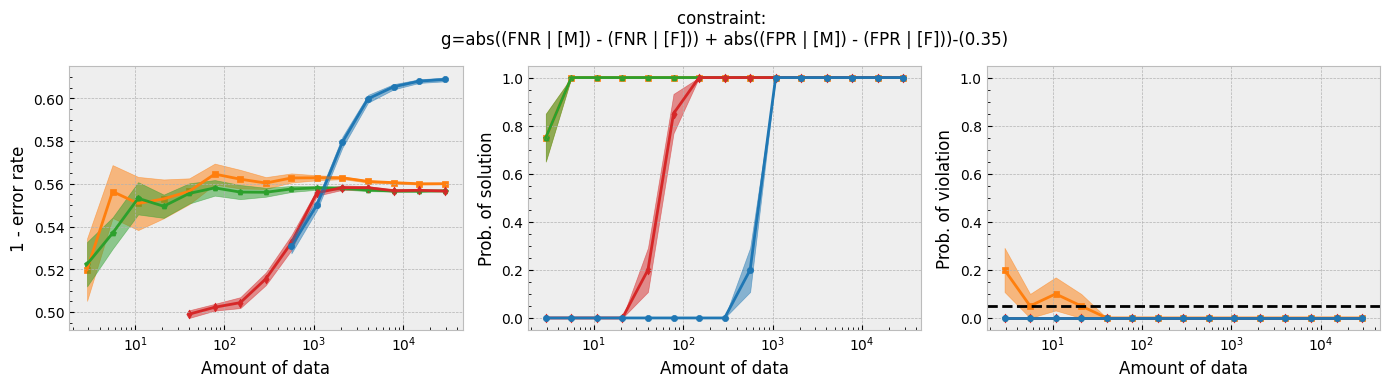 constraint:
g=abs((FNR | [M]) - (FNR | [F])) + abs((FPR | [M]) - (FPR | [F]))-(0.35)
1 - error rate
0.60
0.58
0.56
0.54
0.52
0.50
10¹ 10² 10³ 10⁴
Amount of data
Prob. of solution
1.0
0.8
0.6
0.4
0.2
0.0
10¹ 10² 10³ 10⁴
Amount of data
Prob. of violation
1.0
0.8
0.6
0.4
0.2
0.0
10¹ 10² 10³ 10⁴
Amount of data